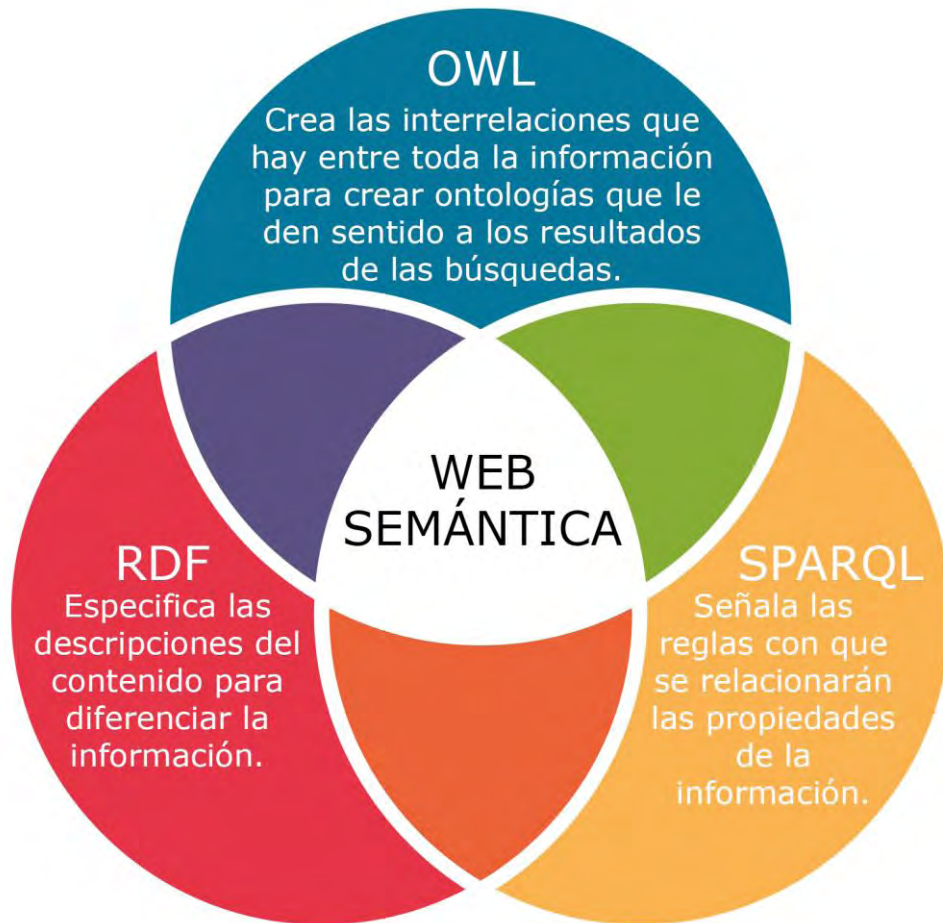 OWL
Crea las interrelaciones que
hay entre toda la información
para crear ontologías que le
den sentido a los resultados
de las búsquedas.
WEB
SEMÁNTICA
RDF
Especifica las
descripciones del
contenido para
diferenciar la
información.
SPARQL
Señala las
reglas con que
se relacionarán
las propiedades
de la
información.